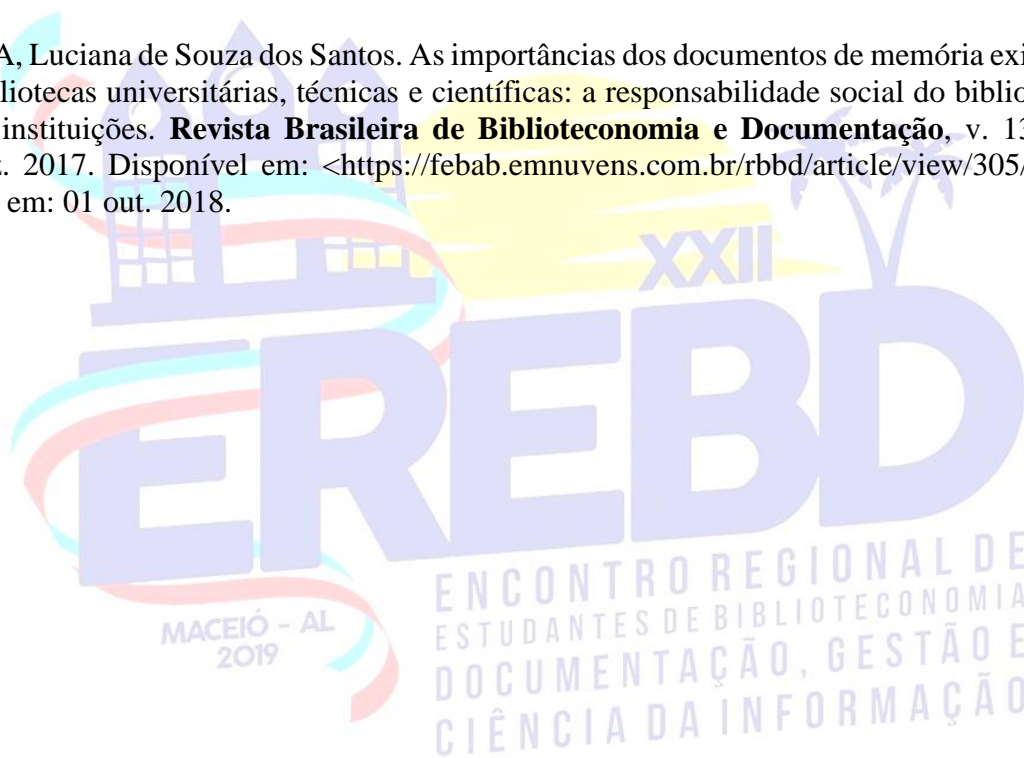 A, Luciana de Souza dos Santos. As importâncias dos documentos de memória exi
liotecas universitárias, técnicas e científicas: a responsabilidade social do biblio
instituições. Revista Brasileira de Biblioteconomia e Documentação, v. 13
z. 2017. Disponível em: <https://febab.emnuvens.com.br/rbbd/article/view/305/
em: 01 out. 2018.
XXII
EREBD
ENCONTRO REGIONAL DE
ESTUDANTES DE BIBLIOTECONOMIA
DOCUMENTAÇÃO, GESTÃO E
CIÊNCIA DA INFORMAÇÃO
MACEIÓ - AL
2019